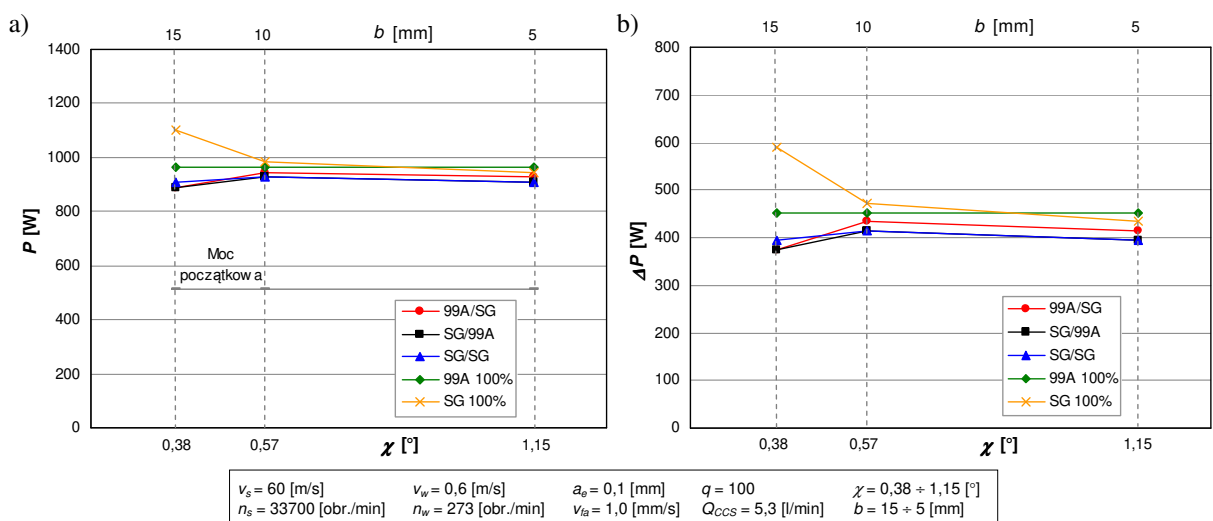 a)
15 10 b [mm] 5
1400
1200
1000
800
600
400
200
0
P [W]
Moc
początkowa
99A/SG
SG/99A
SG/SG
99A 100%
SG 100%
0,38 0,57 χ [°] 1,15
b)
15 10 b [mm] 5
800
700
600
500
400
300
200
100
0
ΔP [W]
99A/SG
SG/99A
SG/SG
99A 100%
SG 100%
0,38 0,57 χ [°] 1,15
vs = 60 [m/s] vw = 0,6 [m/s] ae = 0,1 [mm] q = 100 χ = 0,38 ÷ 1,15 [°]
ns = 33700 [obr./min] nw = 273 [obr./min] vfa = 1,0 [mm/s] QCCS = 5,3 [l/min] b = 15 ÷ 5 [mm]